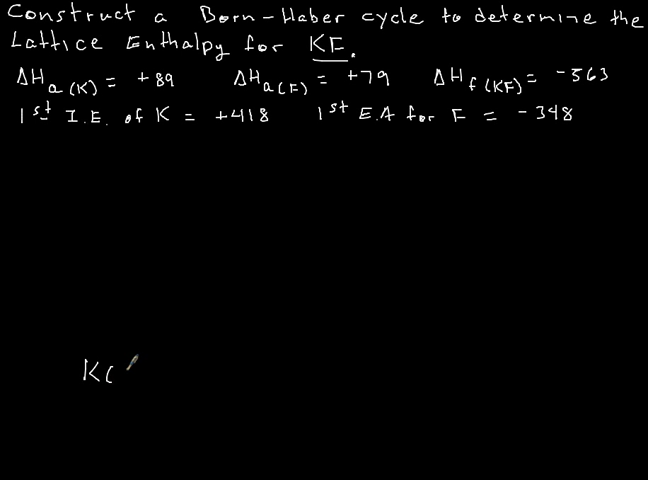 Construct a Born-Haber cycle to determine the
Lattice Enthalpy for KF.
ΔHa(K) = +89 ΔHa(F) = +79 ΔHf(KF) = -563
1st I.E. of K = +418 1st E.A for F = -348
K(